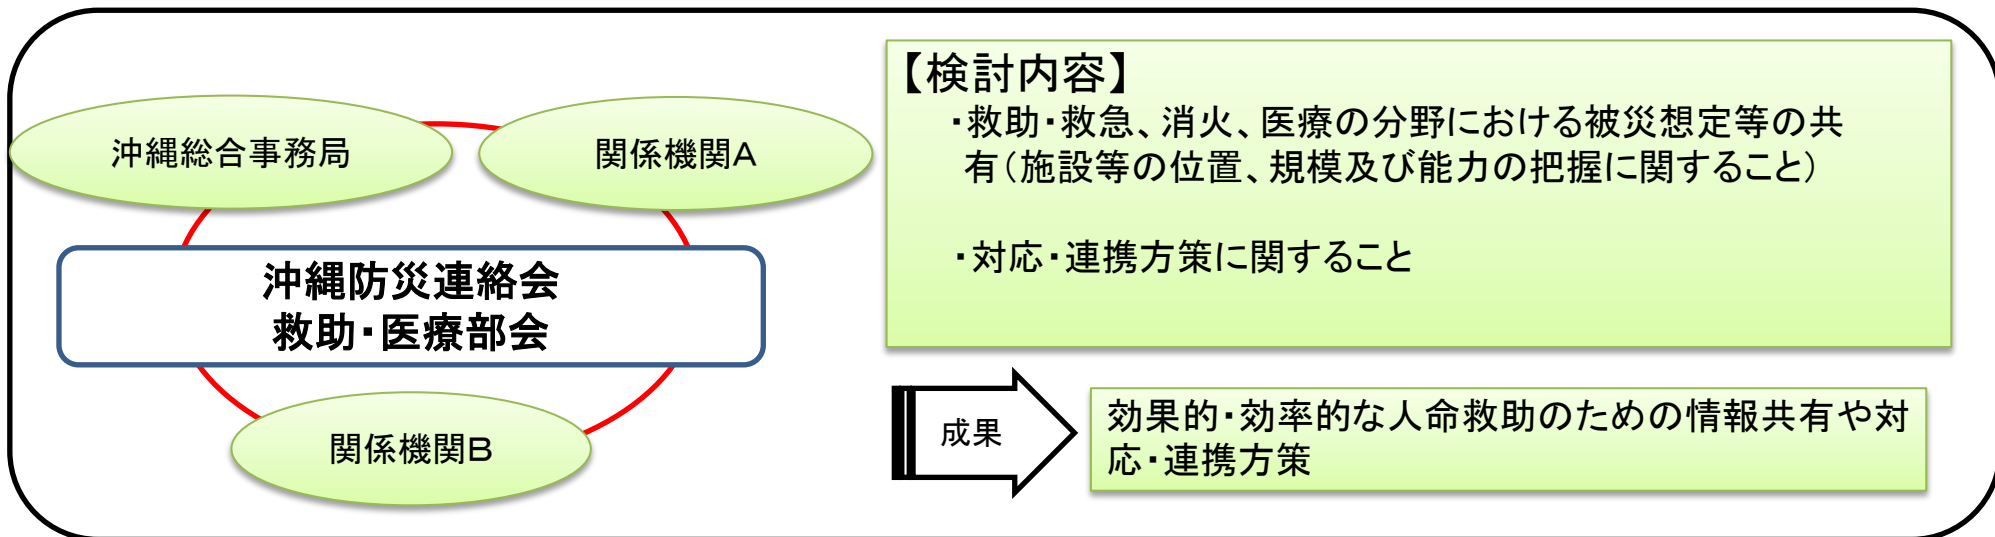 沖縄総合事務局
関係機関A
沖縄防災連絡会
救助・医療部会
関係機関B
【検討内容】
・救助・救急、消火、医療の分野における被災想定等の共
有（施設等の位置、規模及び能力の把握に関すること）
・対応・連携方策に関すること
成果
効果的・効率的な人命救助のための情報共有や対
応・連携方策